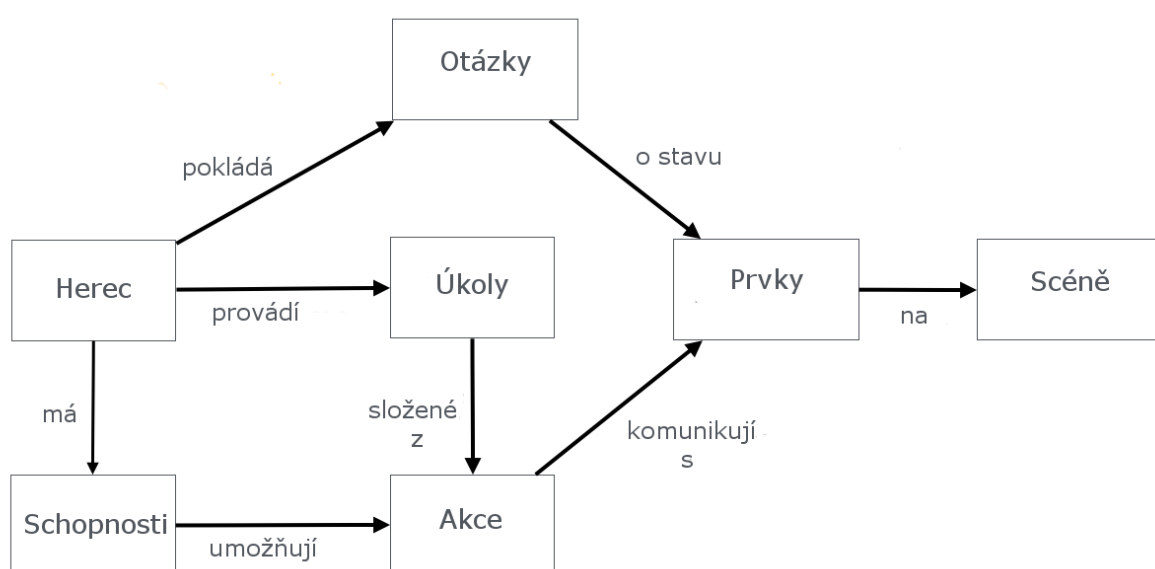 Otázky
pokládá
o stavu
Herec
provádí
Úkoly
Prvky
na
Scéně
má
složené
z
komunikují
s
Schopnosti
umožňují
Akce